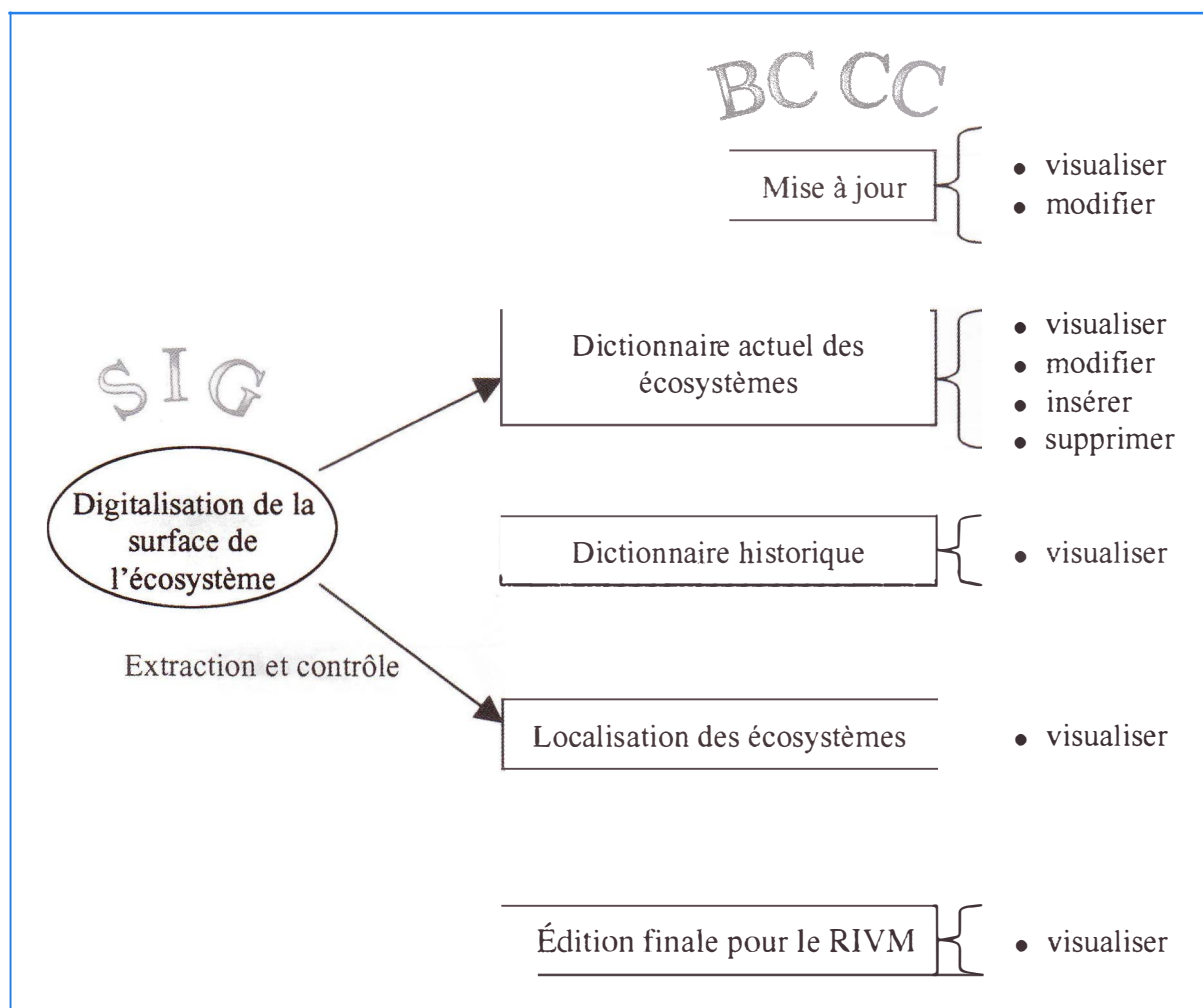 BC CC
Mise à jour
• visualiser
• modifier
Dictionnaire actuel des
écosystèmes
• visualiser
• modifier
• insérer
• supprimer
SIG
Digitalisation de la
surface de
l'écosystème
Dictionnaire historique
• visualiser
Extraction et contrôle
Localisation des écosystèmes
• visualiser
Édition finale pour le RIVM
• visualiser